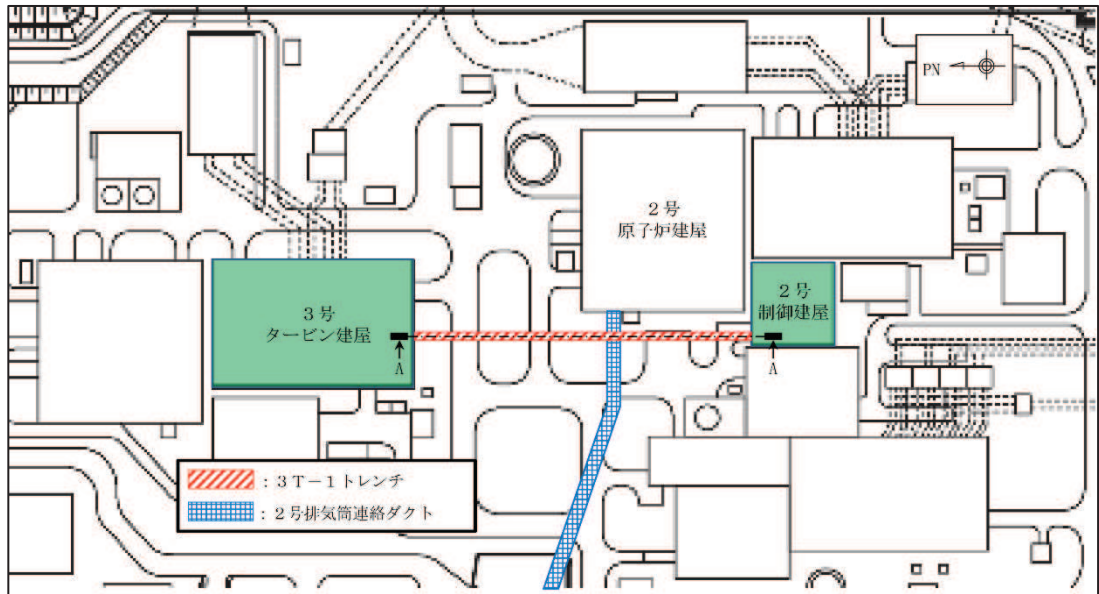 PN
2号
原子炉建屋
2号
制御建屋
3号
タービン建屋
A
A
：3T－1トレンチ
：2号排気筒連絡ダクト